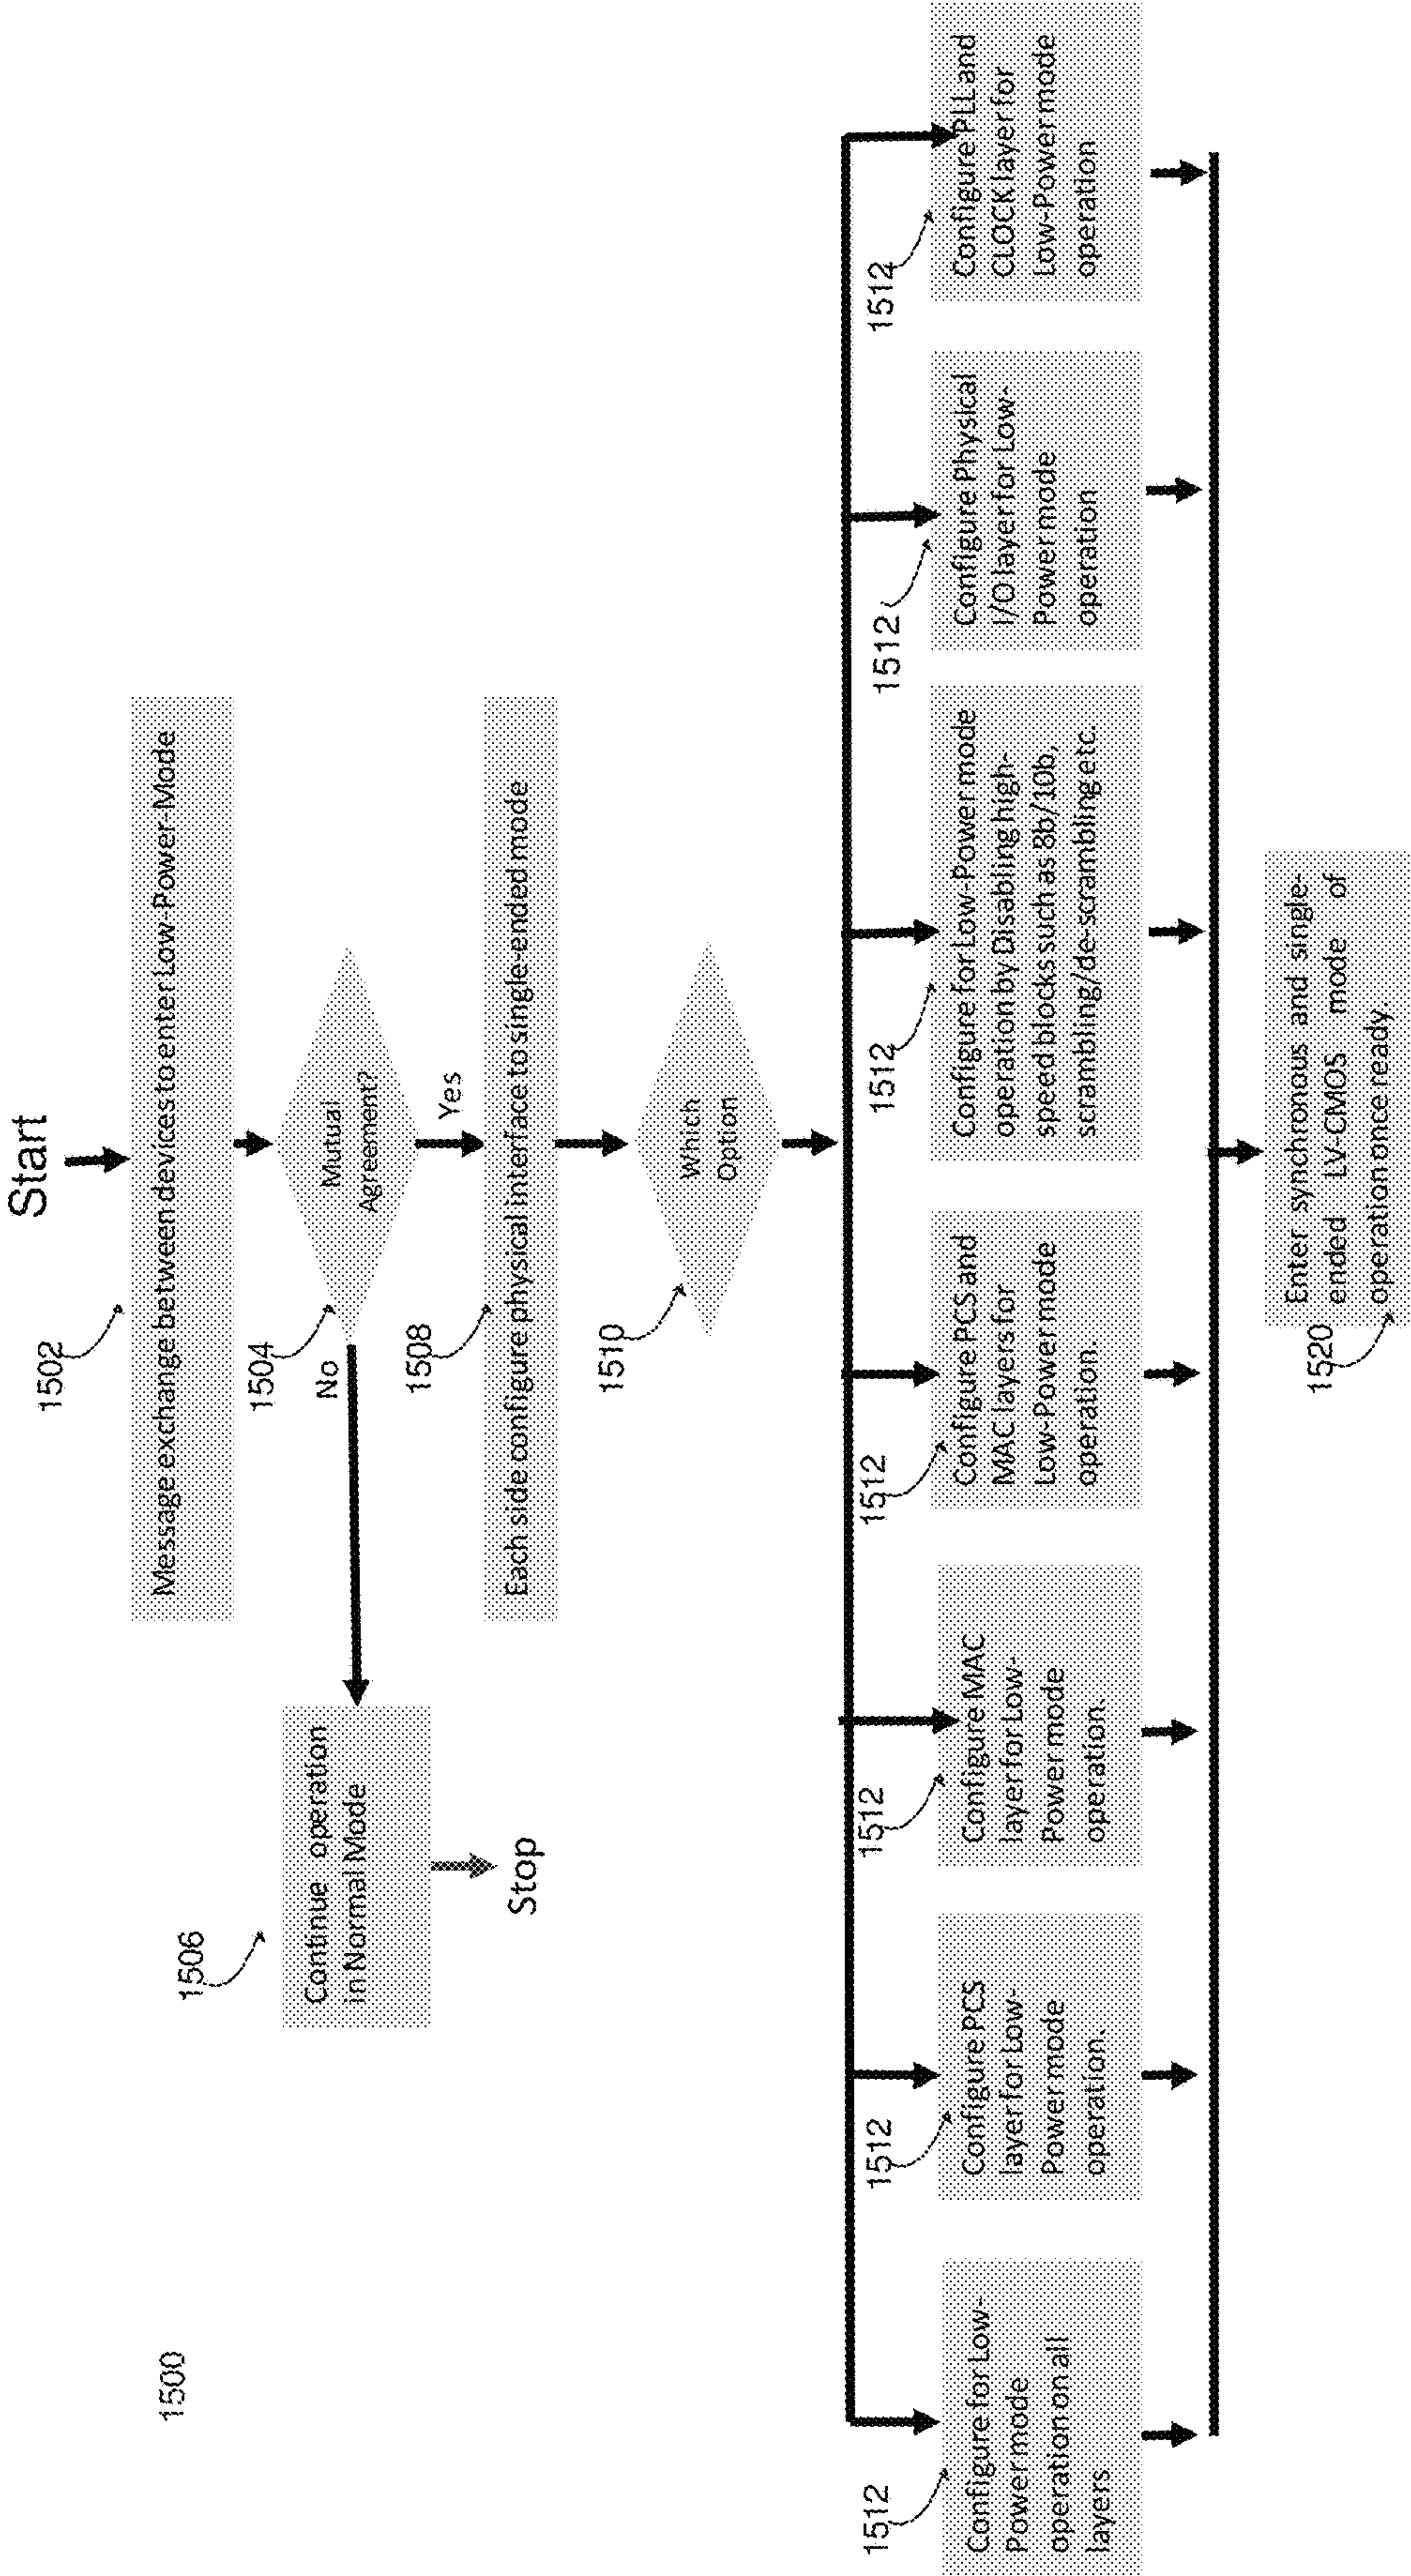 1500
Start
1502
Message exchange between devices to enter Low-Power-Mode
1504
Mutual
Agreement?
No
Yes
1506
Continue operation
in Normal Mode
Stop
1508
Each side configure physical interface to single-ended mode
1510
Which
Option
1512
Configure for Low-
Power mode
operation on all
layers
1512
Configure PCS
layer for Low-
Power mode
operation
1512
Configure MAC
layer for Low-
Power mode
operation.
1512
Configure PCS and
MAC layers for
Low-Power mode
operation.
1512
Configure for Low-Power mode
operation by Disabling high-
speed blocks such as 8b/10b,
scrambling/de-scrambling etc.
1512
Configure Physical
I/O layer for Low-
Power mode
operation
1512
Configure PLL and
CLOCK layer for
Low-Power mode
operation
1520
Enter synchronous and single-
ended LV-CMOS mode of
operation once ready.